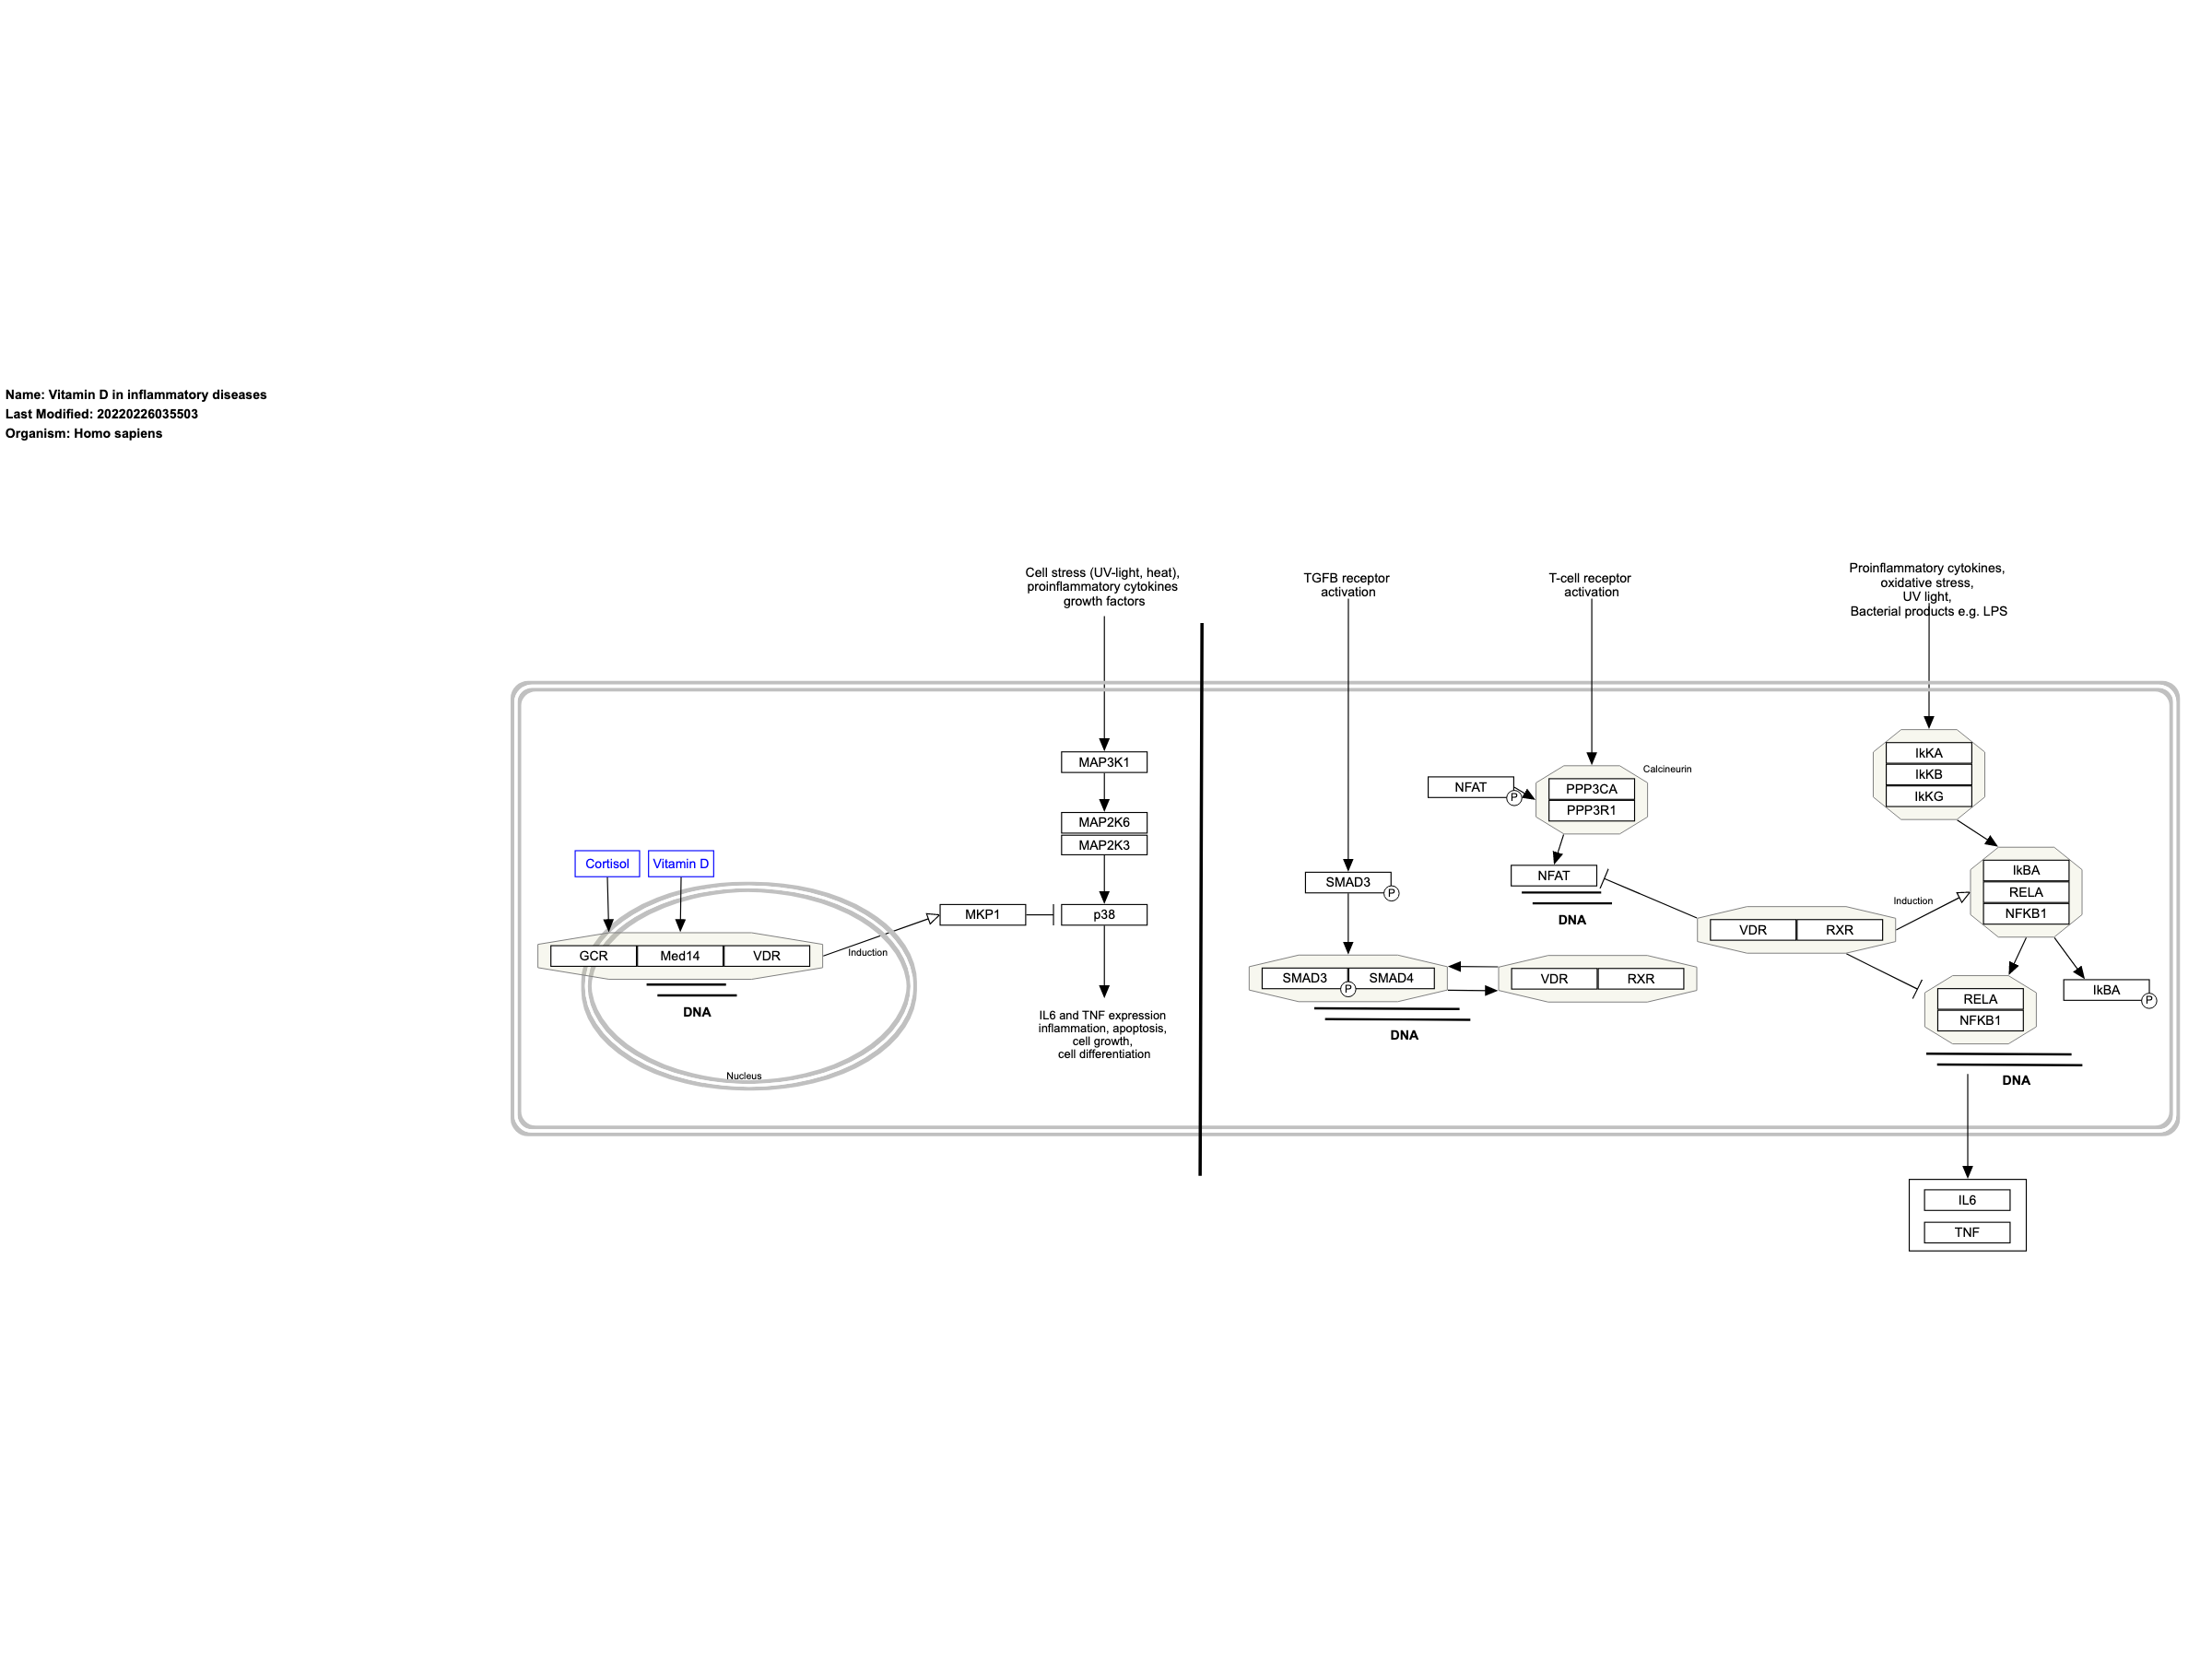 Name: Vitamin D in inflammatory diseases
Last Modified: 20220226035503
Organism: Homo sapiens
Cell stress (UV-light, heat),
proinflammatory cytokines
growth factors
TGFB receptor
activation
T-cell receptor
activation
Proinflammatory cytokines,
oxidative stress,
UV light,
Bacterial products e.g. LPS
MAP3K1
MAP2K6
MAP2K3
Cortisol
Vitamin D
MKP1
p38
GCR
Med14
VDR
Induction
DNA
Nucleus
IL6 and TNF expression
inflammation, apoptosis,
cell growth,
cell differentiation
SMAD3
P
SMAD3
SMAD4
P
DNA
VDR
RXR
NFAT
P
PPP3CA
PPP3R1
Calcineurin
NFAT
DNA
VDR
RXR
Induction
IkKA
IkKB
IkKG
IkBA
RELA
NFKB1
IkBA
P
RELA
NFKB1
DNA
IL6
TNF